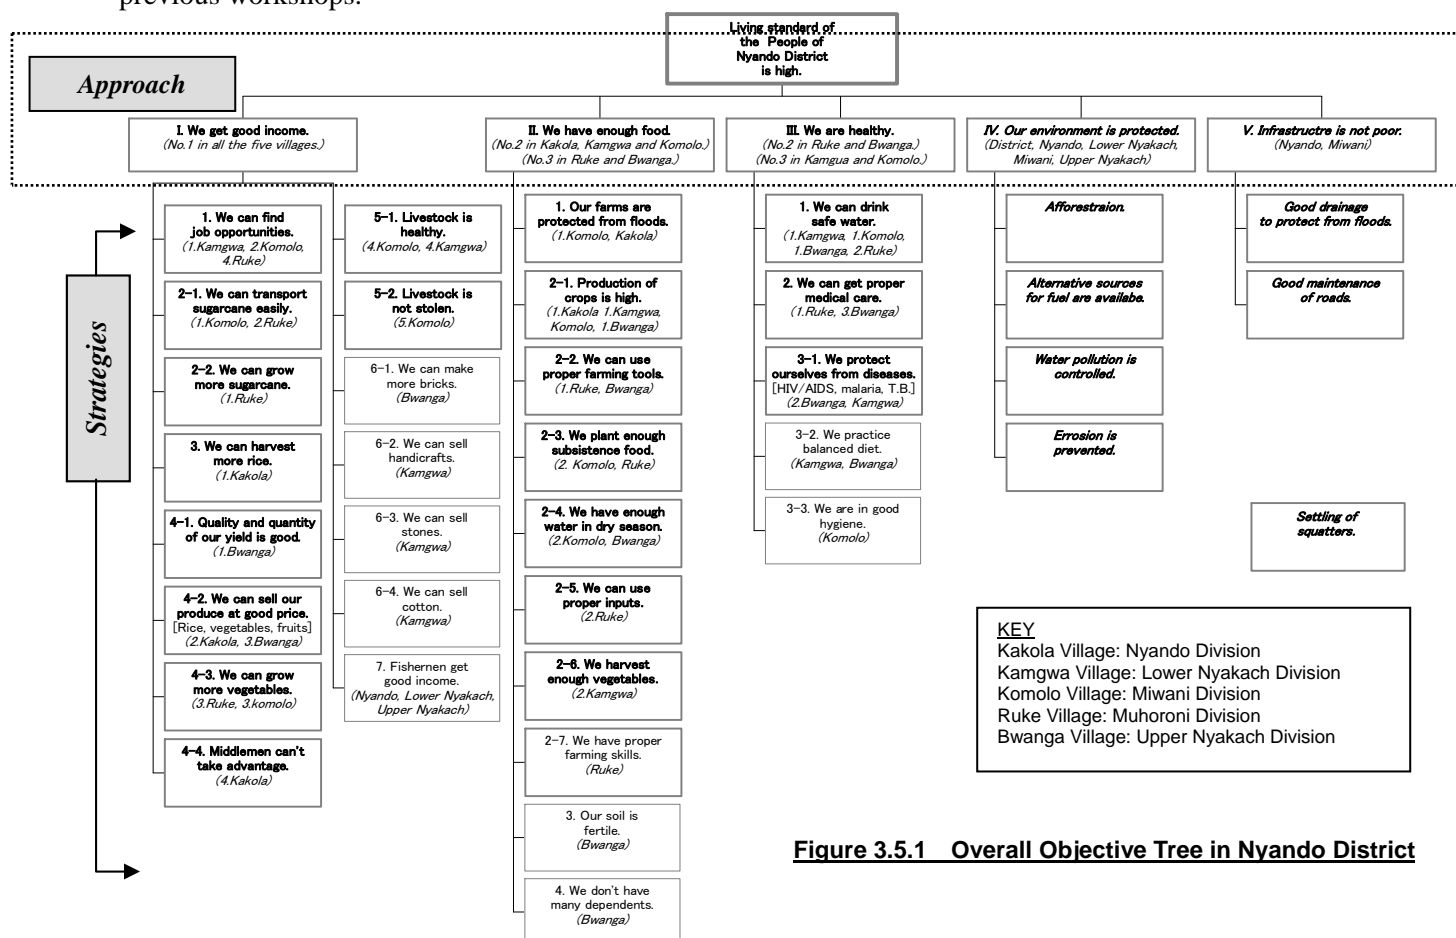 previous workshops.
Living standard of
the People of
Nyando District
is high.
Approach
I. We get good income.
(No.1 in all the five villages.)
II. We have enough food.
(No.2 in Kakola, Kamgwa and Komolo.)
(No.3 in Ruke and Bwanga.)
III. We are healthy.
(No.2 in Ruke and Bwanga.)
(No.3 in Kamgua and Komolo.)
IV. Our environment is protected.
(District, Nyando, Lower Nyakach,
Miwani, Upper Nyakach)
V. Infrastructre is not poor.
(Nyando, Miwani)
Strategies
1. We can find
job opportunities.
(1.Kamgwa, 2.Komolo,
4.Ruke)
2-1. We can transport
sugarcane easily.
(1.Komolo, 2.Ruke)
2-2. We can grow
more sugarcane.
(1.Ruke)
3. We can harvest
more rice.
(1.Kakola)
4-1. Quality and quantity
of our yield is good.
(1.Bwanga)
4-2. We can sell our
produce at good price.
[Rice, vegetables, fruits]
(2.Kakola, 3.Bwanga)
4-3. We can grow
more vegetables.
(3.Ruke, 3.komolo)
4-4. Middlemen can't
take advantage.
(4.Kakola)
5-1. Livestock is
healthy.
(4.Komolo, 4.Kamgwa)
5-2. Livestock is
not stolen.
(5.Komolo)
6-1. We can make
more bricks.
(Bwanga)
6-2. We can sell
handicrafts.
(Kamgwa)
6-3. We can sell
stones.
(Kamgwa)
6-4. We can sell
cotton.
(Kamgwa)
7. Fishernen get
good income.
(Nyando, Lower Nyakach,
Upper Nyakach)
1. Our farms are
protected from floods.
(1.Komolo, Kakola)
2-1. Production of
crops is high.
(1.Kakola 1.Kamgwa,
Komolo, 1.Bwanga)
2-2. We can use
proper farming tools.
(1.Ruke, Bwanga)
2-3. We plant enough
subsistence food.
(2. Komolo, Ruke)
2-4. We have enough
water in dry season.
(2.Komolo, Bwanga)
2-5. We can use
proper inputs.
(2.Ruke)
2-6. We harvest
enough vegetables.
(2.Kamgwa)
2-7. We have proper
farming skills.
(Ruke)
3. Our soil is
fertile.
(Bwanga)
4. We don't have
many dependents.
(Bwanga)
1. We can drink
safe water.
(1.Kamgwa, 1.Komolo,
1.Bwanga, 2.Ruke)
2. We can get proper
medical care.
(1.Ruke, 3.Bwanga)
3-1. We protect
ourselves from diseases.
[HIV/AIDS, malaria, T.B.]
(2.Bwanga, Kamgwa)
3-2. We practice
balanced diet.
(Kamgwa, Bwanga)
3-3. We are in good
hygiene.
(Komolo)
Afforestraion.
Alternative sources
for fuel are availabe.
Water pollution is
controlled.
Errosion is
prevented.
Good drainage
to protect from floods.
Good maintenance
of roads.
Settling of
squatters.
KEY
Kakola Village: Nyando Division
Kamgwa Village: Lower Nyakach Division
Komolo Village: Miwani Division
Ruke Village: Muhoroni Division
Bwanga Village: Upper Nyakach Division
Figure 3.5.1 Overall Objective Tree in Nyando District